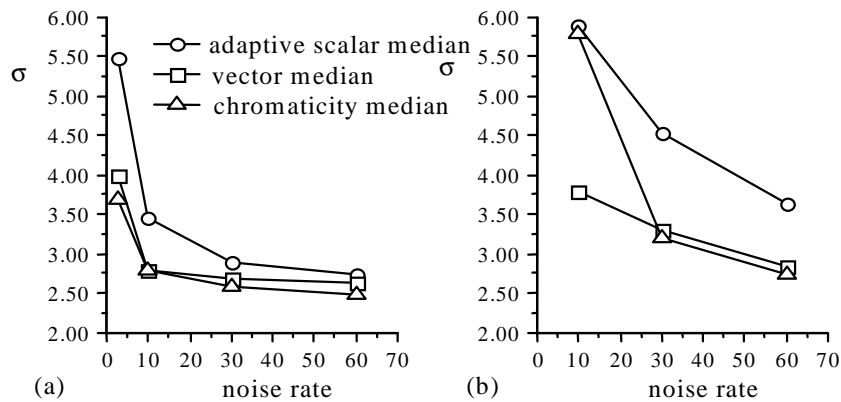 6.00
5.50
5.00
4.50
4.00
3.50
3.00
2.50
2.00
σ
0 10 20 30 40 50 60 70
noise rate
(a)
adaptive scalar median
vector median
chromaticity median
6.00
5.50
5.00
4.50
4.00
3.50
3.00
2.50
2.00
σ
0 10 20 30 40 50 60 70
noise rate
(b)